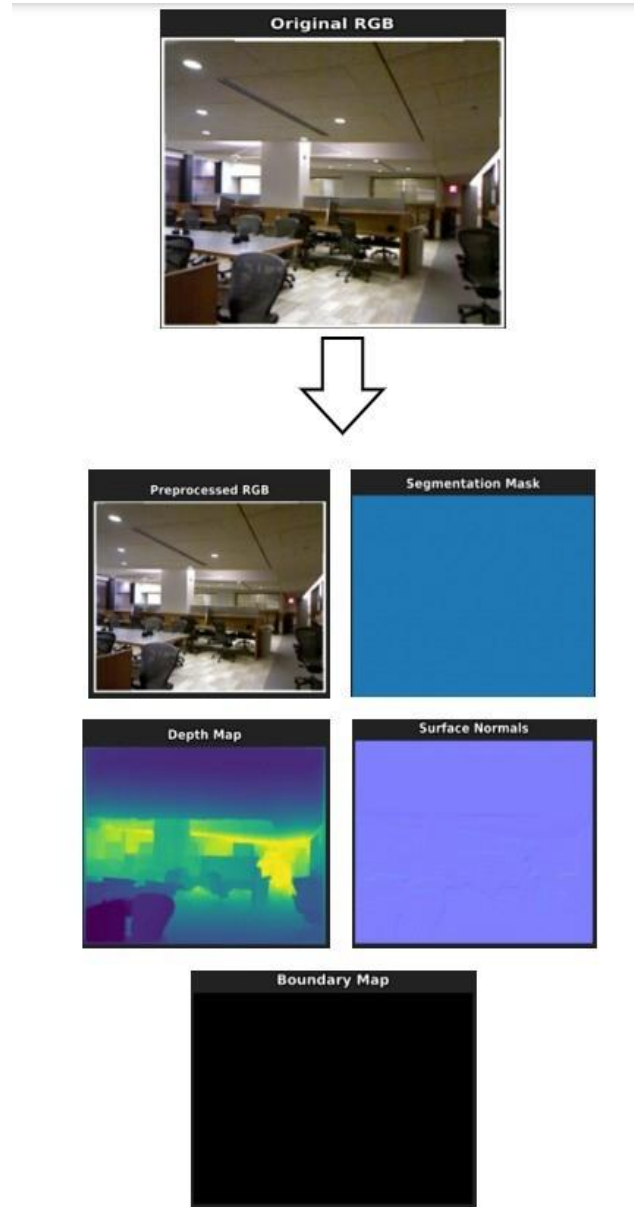 Original RGB
Preprocessed RGB
Segmentation Mask
Depth Map
Surface Normals
Boundary Map